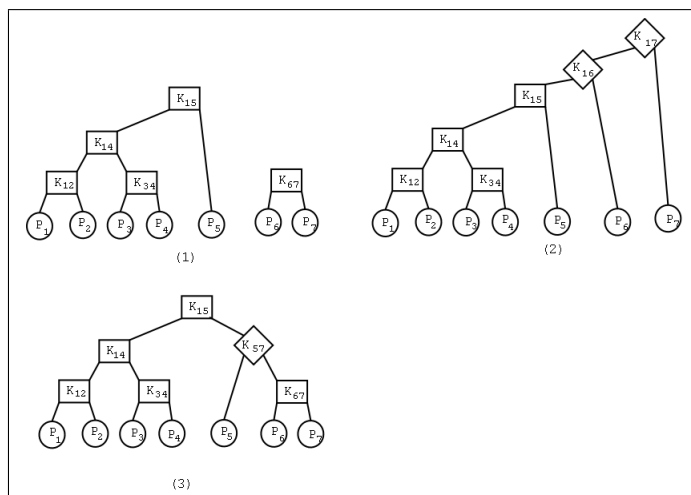 K15
K14
K12 K34
P1 P2 P3 P4 P5
K67
P6 P7
(1)
K17
K16
K15
K14
K12 K34
P1 P2 P3 P4 P5 P6 P7
(2)
K15
K14 K57
K12 K34 K67
P1 P2 P3 P4 P5 P6 P7
(3)